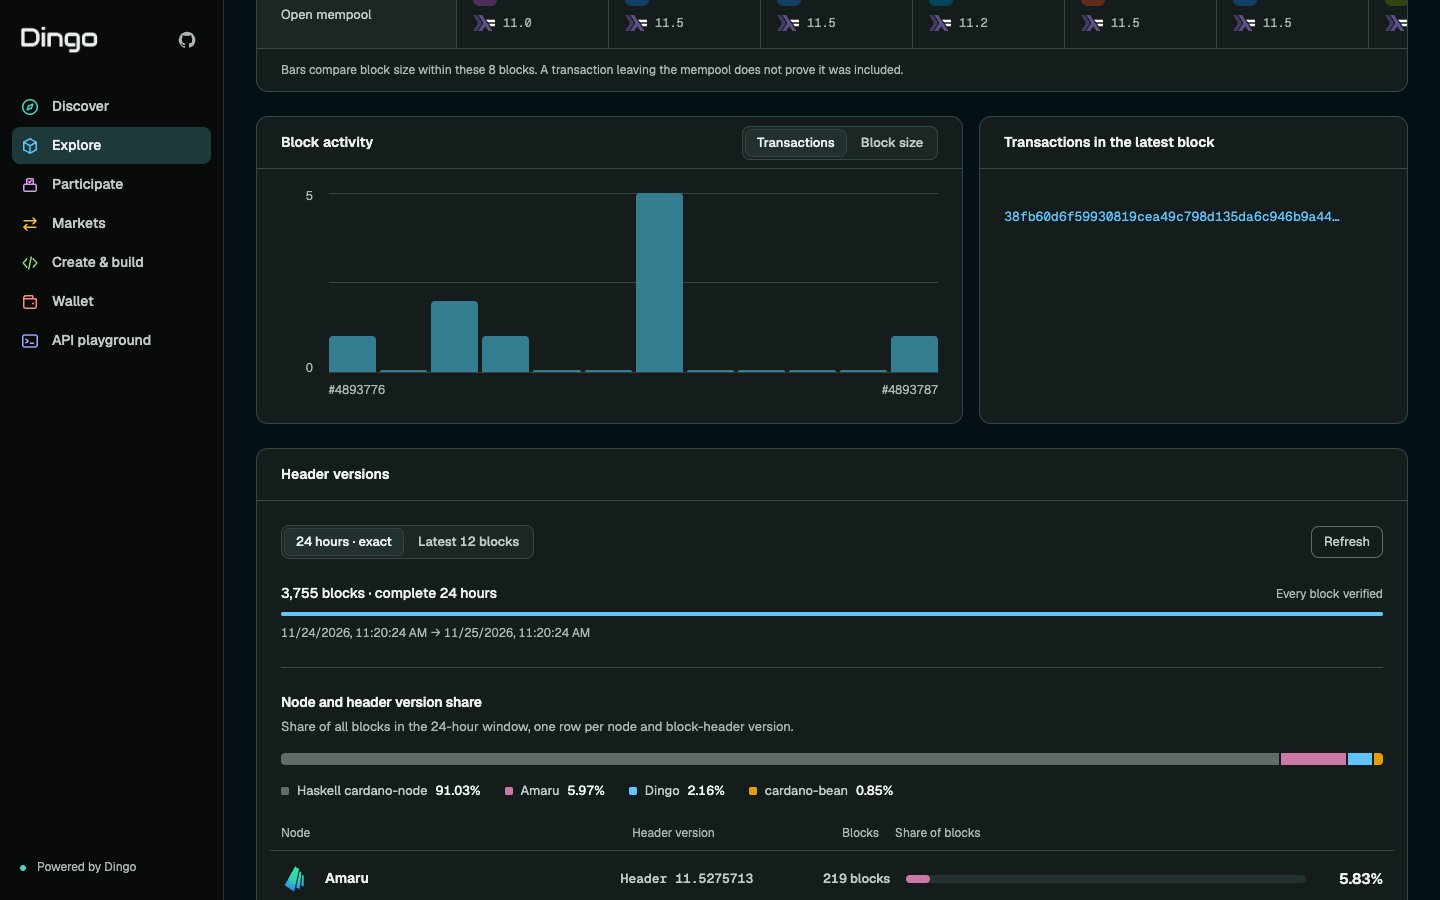 Dingo
Discover
Explore
Participate
Markets
Create & build
Wallet
API playground
Powered by Dingo
Open mempool
11.0
11.5
11.5
11.2
11.5
11.5
Bars compare block size within these 8 blocks. A transaction leaving the mempool does not prove it was included.
Block activity
Transactions
Block size
5
0
#4893776
#4893787
Transactions in the latest block
38fb60d6f59930819cea49c798d135da6c946b9a44…
Header versions
24 hours · exact
Latest 12 blocks
Refresh
3,755 blocks · complete 24 hours
Every block verified
11/24/2026, 11:20:24 AM → 11/25/2026, 11:20:24 AM
Node and header version share
Share of all blocks in the 24-hour window, one row per node and block-header version.
Haskell cardano-node 91.03%
Amaru 5.97%
Dingo 2.16%
cardano-bean 0.85%
Node Header version Blocks Share of blocks
Amaru Header 11.5275713 219 blocks 5.83%